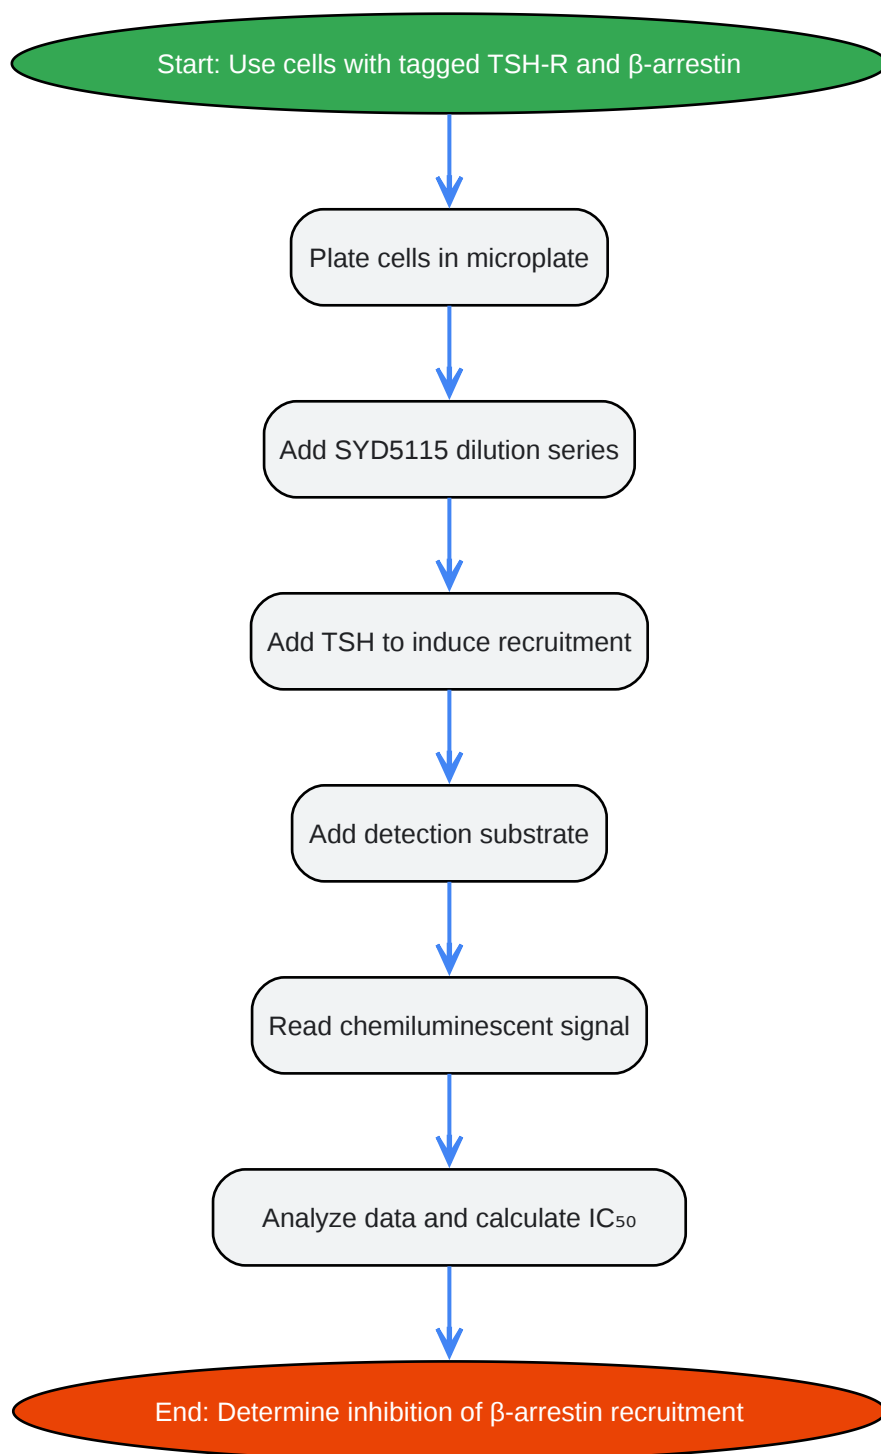 Start: Use cells with tagged TSH-R and β-arrestin
Plate cells in microplate
Add SYD5115 dilution series
Add TSH to induce recruitment
Add detection substrate
Read chemiluminescent signal
Analyze data and calculate IC₅₀
End: Determine inhibition of β-arrestin recruitment